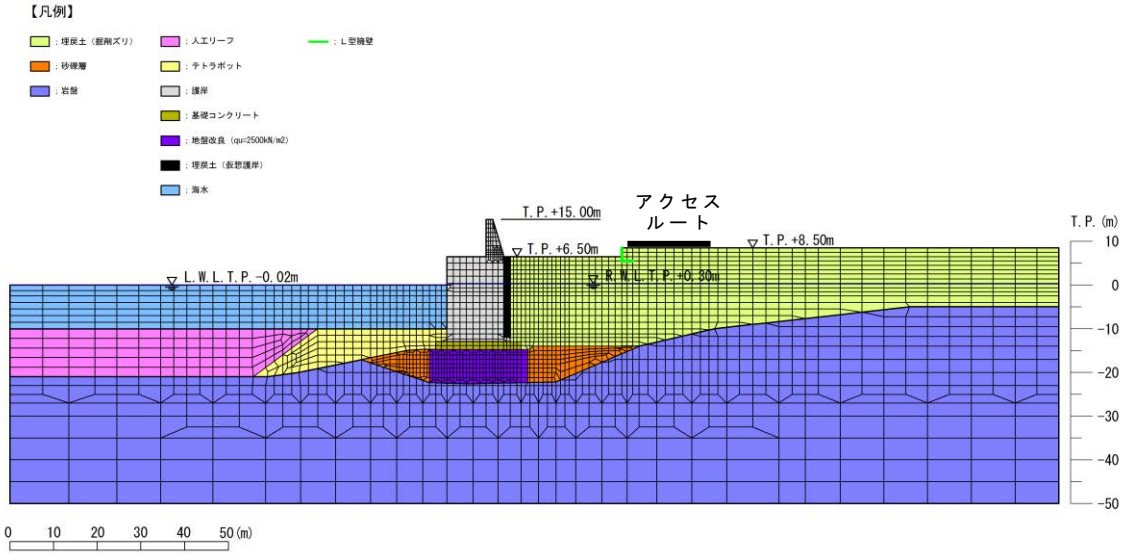 【凡例】
：埋戻土（掘削ズリ）
：人工リーフ
：Ｌ型擁壁
：砂礫層
：テトラポット
：岩盤
：護岸
：基礎コンクリート
：地盤改良（qu=2500kN/m2）
：埋戻土（仮想護岸）
：海水
アクセス
ルート
T.P.+15.00m
T.P.(m)
T.P.+6.50m
T.P.+8.50m
L.W.L.T.P.-0.02m
R.W.L.T.P.+0.30m
10
0
-10
-20
-30
-40
-50
0 10 20 30 40 50(m)